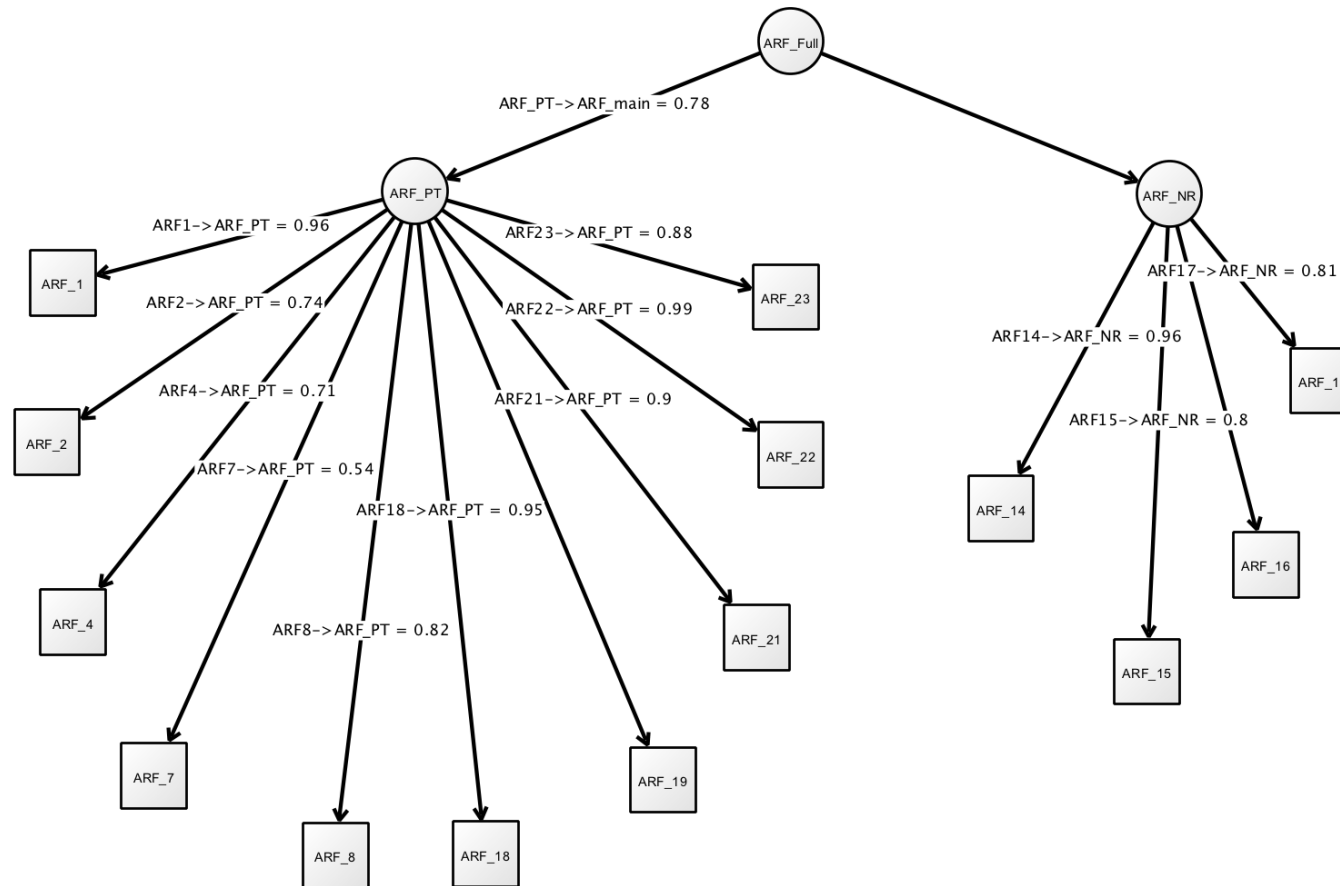 ARF_Full
ARF_PT->ARF_main = 0.78
ARF_PT
ARF_NR
ARF1->ARF_PT = 0.96
ARF23->ARF_PT = 0.88
ARF17->ARF_NR = 0.81
ARF_1
ARF_23
ARF2->ARF_PT = 0.74
ARF22->ARF_PT = 0.99
ARF14->ARF_NR = 0.96
ARF_1
ARF4->ARF_PT = 0.71
ARF21->ARF_PT = 0.9
ARF15->ARF_NR = 0.8
ARF_2
ARF_22
ARF7->ARF_PT = 0.54
ARF18->ARF_PT = 0.95
ARF_14
ARF_16
ARF_4
ARF8->ARF_PT = 0.82
ARF_21
ARF_15
ARF_7
ARF_19
ARF_8
ARF_18